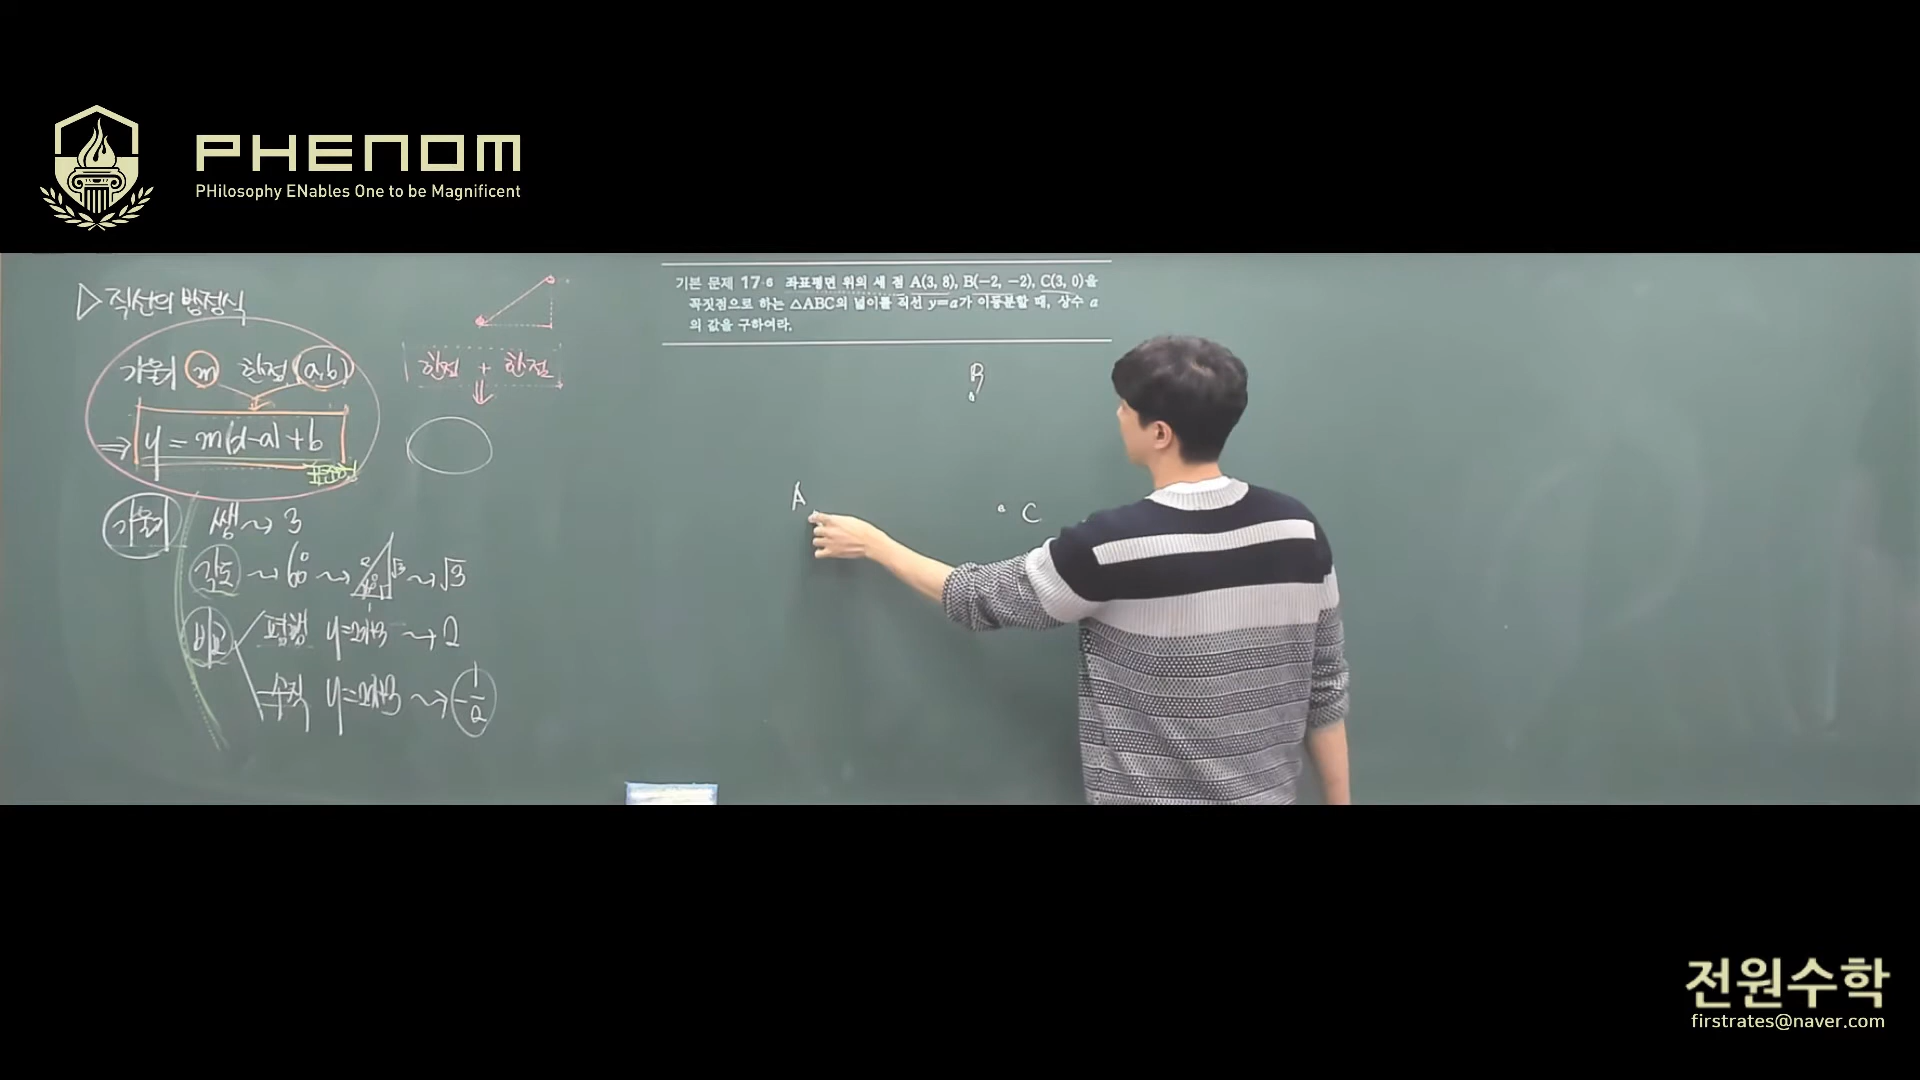 PHENOM
PHilosophy ENables One to be Magnificent
▷직선의 방정식
기울기 m 한점 (a,b)
⇒ y = m(x-a)+b
한점 + 한점
기울기 쌩~→ 3
각도 ~→ 60° ~→ 2 60° √3 1 ~→ √3
비교 평행 y=2x+3 ~→ 2
수직 y=2x+3 ~→ -1/2
기본 문제 17·6 좌표평면 위의 세 점 A(3, 8), B(-2, -2), C(3, 0)을
꼭짓점으로 하는 △ABC의 넓이를 직선 y=a가 이등분할 때, 상수 a
의 값을 구하여라.
B
A
C
전원수학
firstrates@naver.com